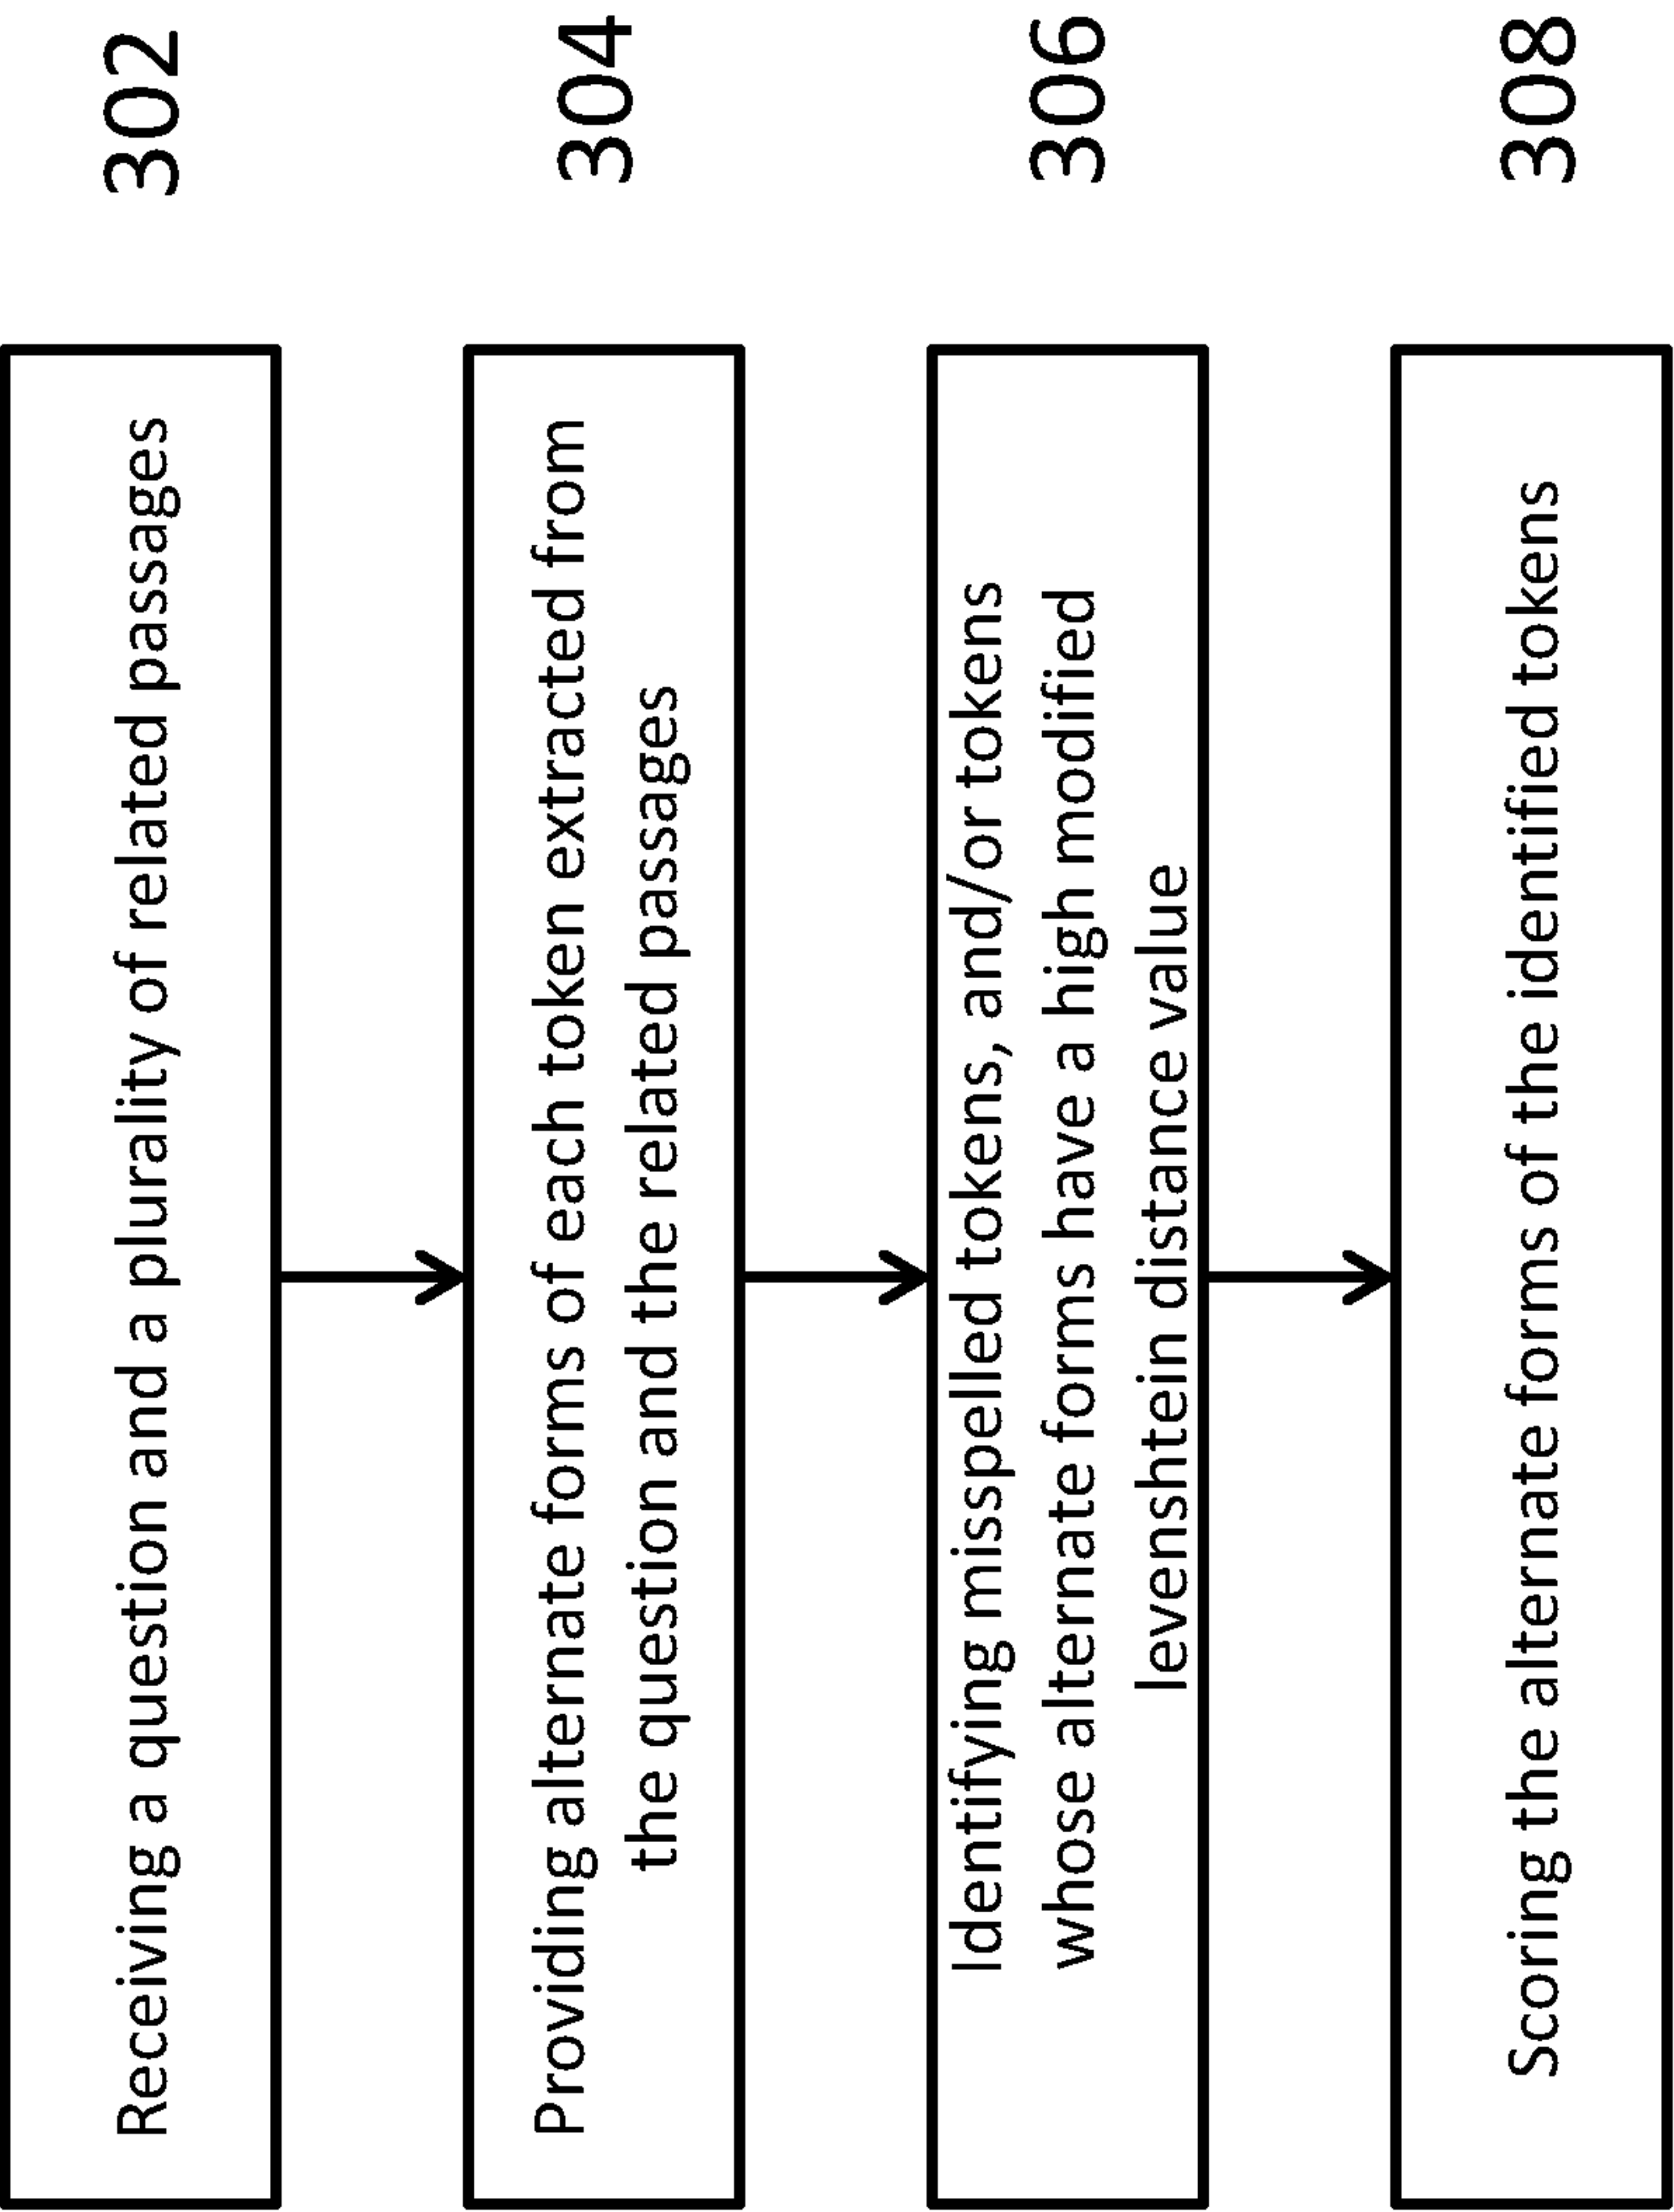 Receiving a question and a plurality of related passages
302
Providing alternate forms of each token extracted from
the question and the related passages
304
Identifying misspelled tokens, and/or tokens
whose alternate forms have a high modified
levenshtein distance value
306
Scoring the alternate forms of the identified tokens
308